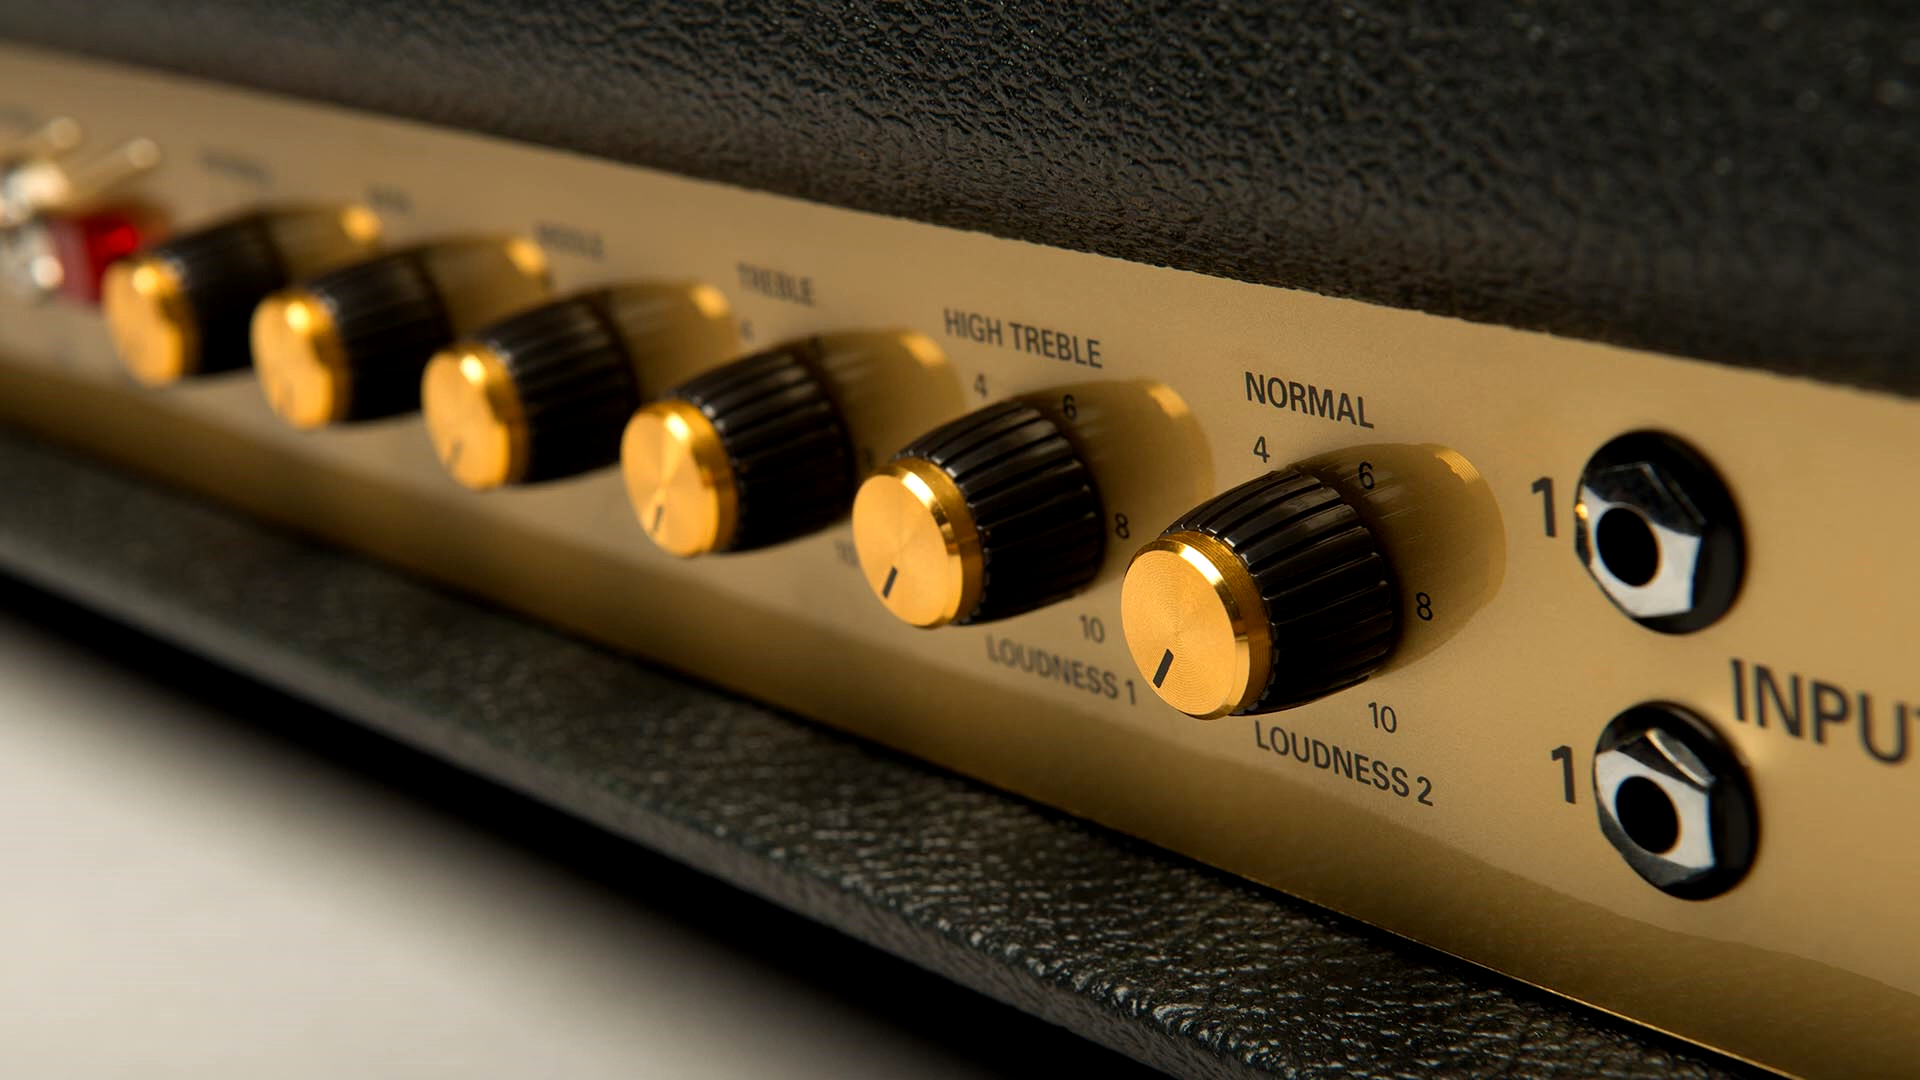 TREBLE
HIGH TREBLE
4 6
8
10
LOUDNESS 1
NORMAL
4 6
8
10
LOUDNESS 2
1
1
INPU